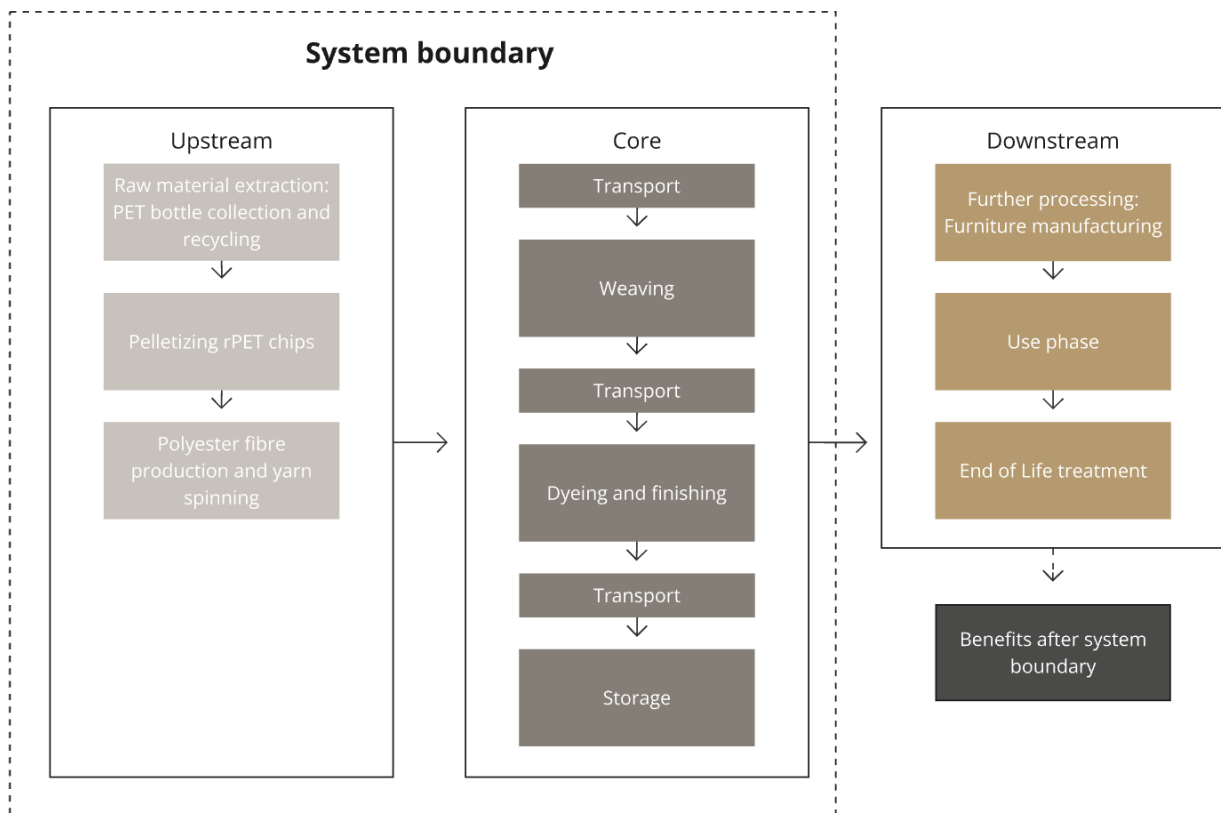 System boundary
Upstream
Raw material extraction:
PET bottle collection and
recycling
Pelletizing rPET chips
Polyester fibre
production and yarn
spinning
Core
Transport
Weaving
Transport
Dyeing and finishing
Transport
Storage
Downstream
Further processing:
Furniture manufacturing
Use phase
End of Life treatment
Benefits after system
boundary